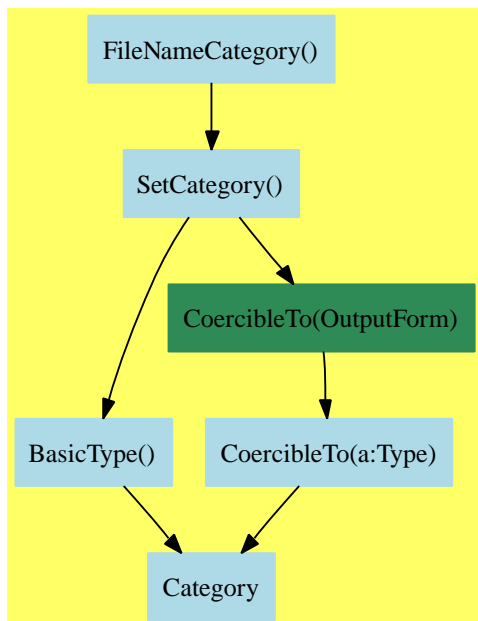 FileNameCategory()
SetCategory()
CoercibleTo(OutputForm)
BasicType()
CoercibleTo(a:Type)
Category